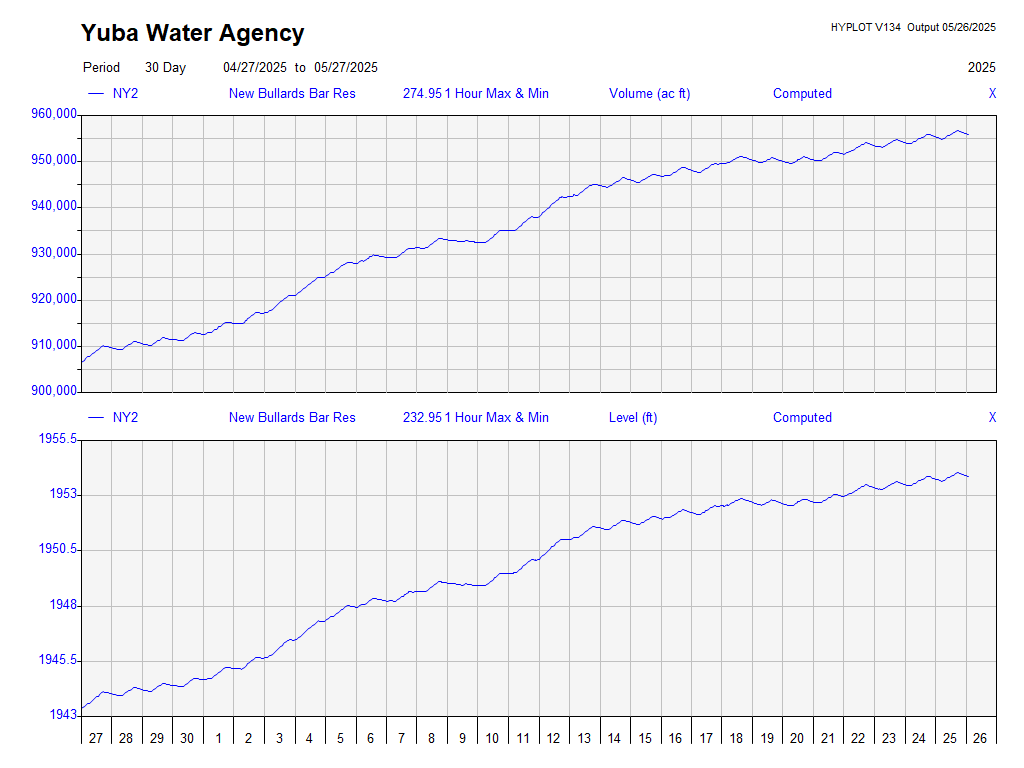 Yuba Water Agency
HYPLOT V134 Output 05/26/2025
Period 30 Day 04/27/2025 to 05/27/2025 2025
NY2 New Bullards Bar Res 274.95 1 Hour Max & Min Volume (ac ft) Computed X
960,000
950,000
940,000
930,000
920,000
910,000
900,000
NY2 New Bullards Bar Res 232.95 1 Hour Max & Min Level (ft) Computed X
1955.5
1953
1950.5
1948
1945.5
1943
27 28 29 30 1 2 3 4 5 6 7 8 9 10 11 12 13 14 15 16 17 18 19 20 21 22 23 24 25 26